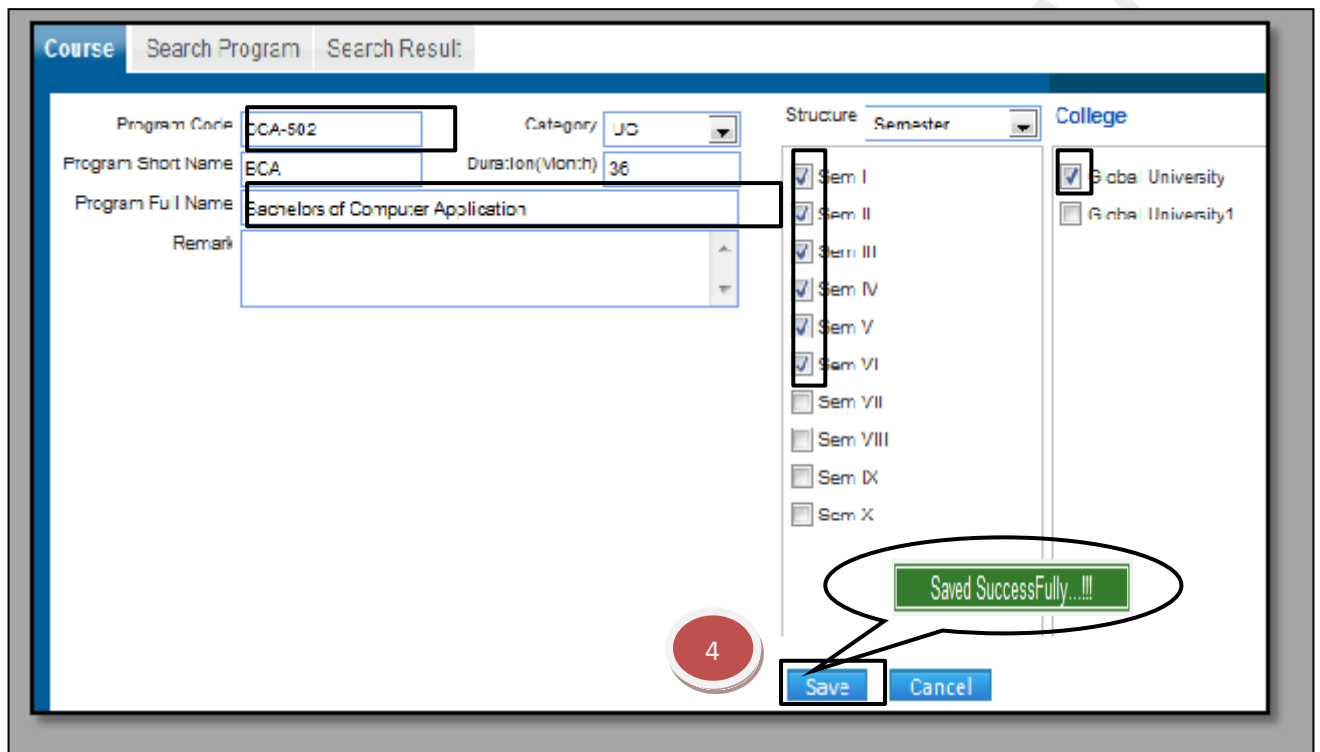 Course Search Program Search Result
Program Code CCA-502 Category UG Structure Semester College
Program Short Name BCA Duration(Month) 36
Program Full Name Bachelors of Computer Application
Remark
Sem I
Sem II
Sem III
Sem IV
Sem V
Sem VI
Sem VII
Sem VIII
Sem IX
Sem X
Global University
Global University1
Saved SuccessFully...!!!
4
Save Cancel